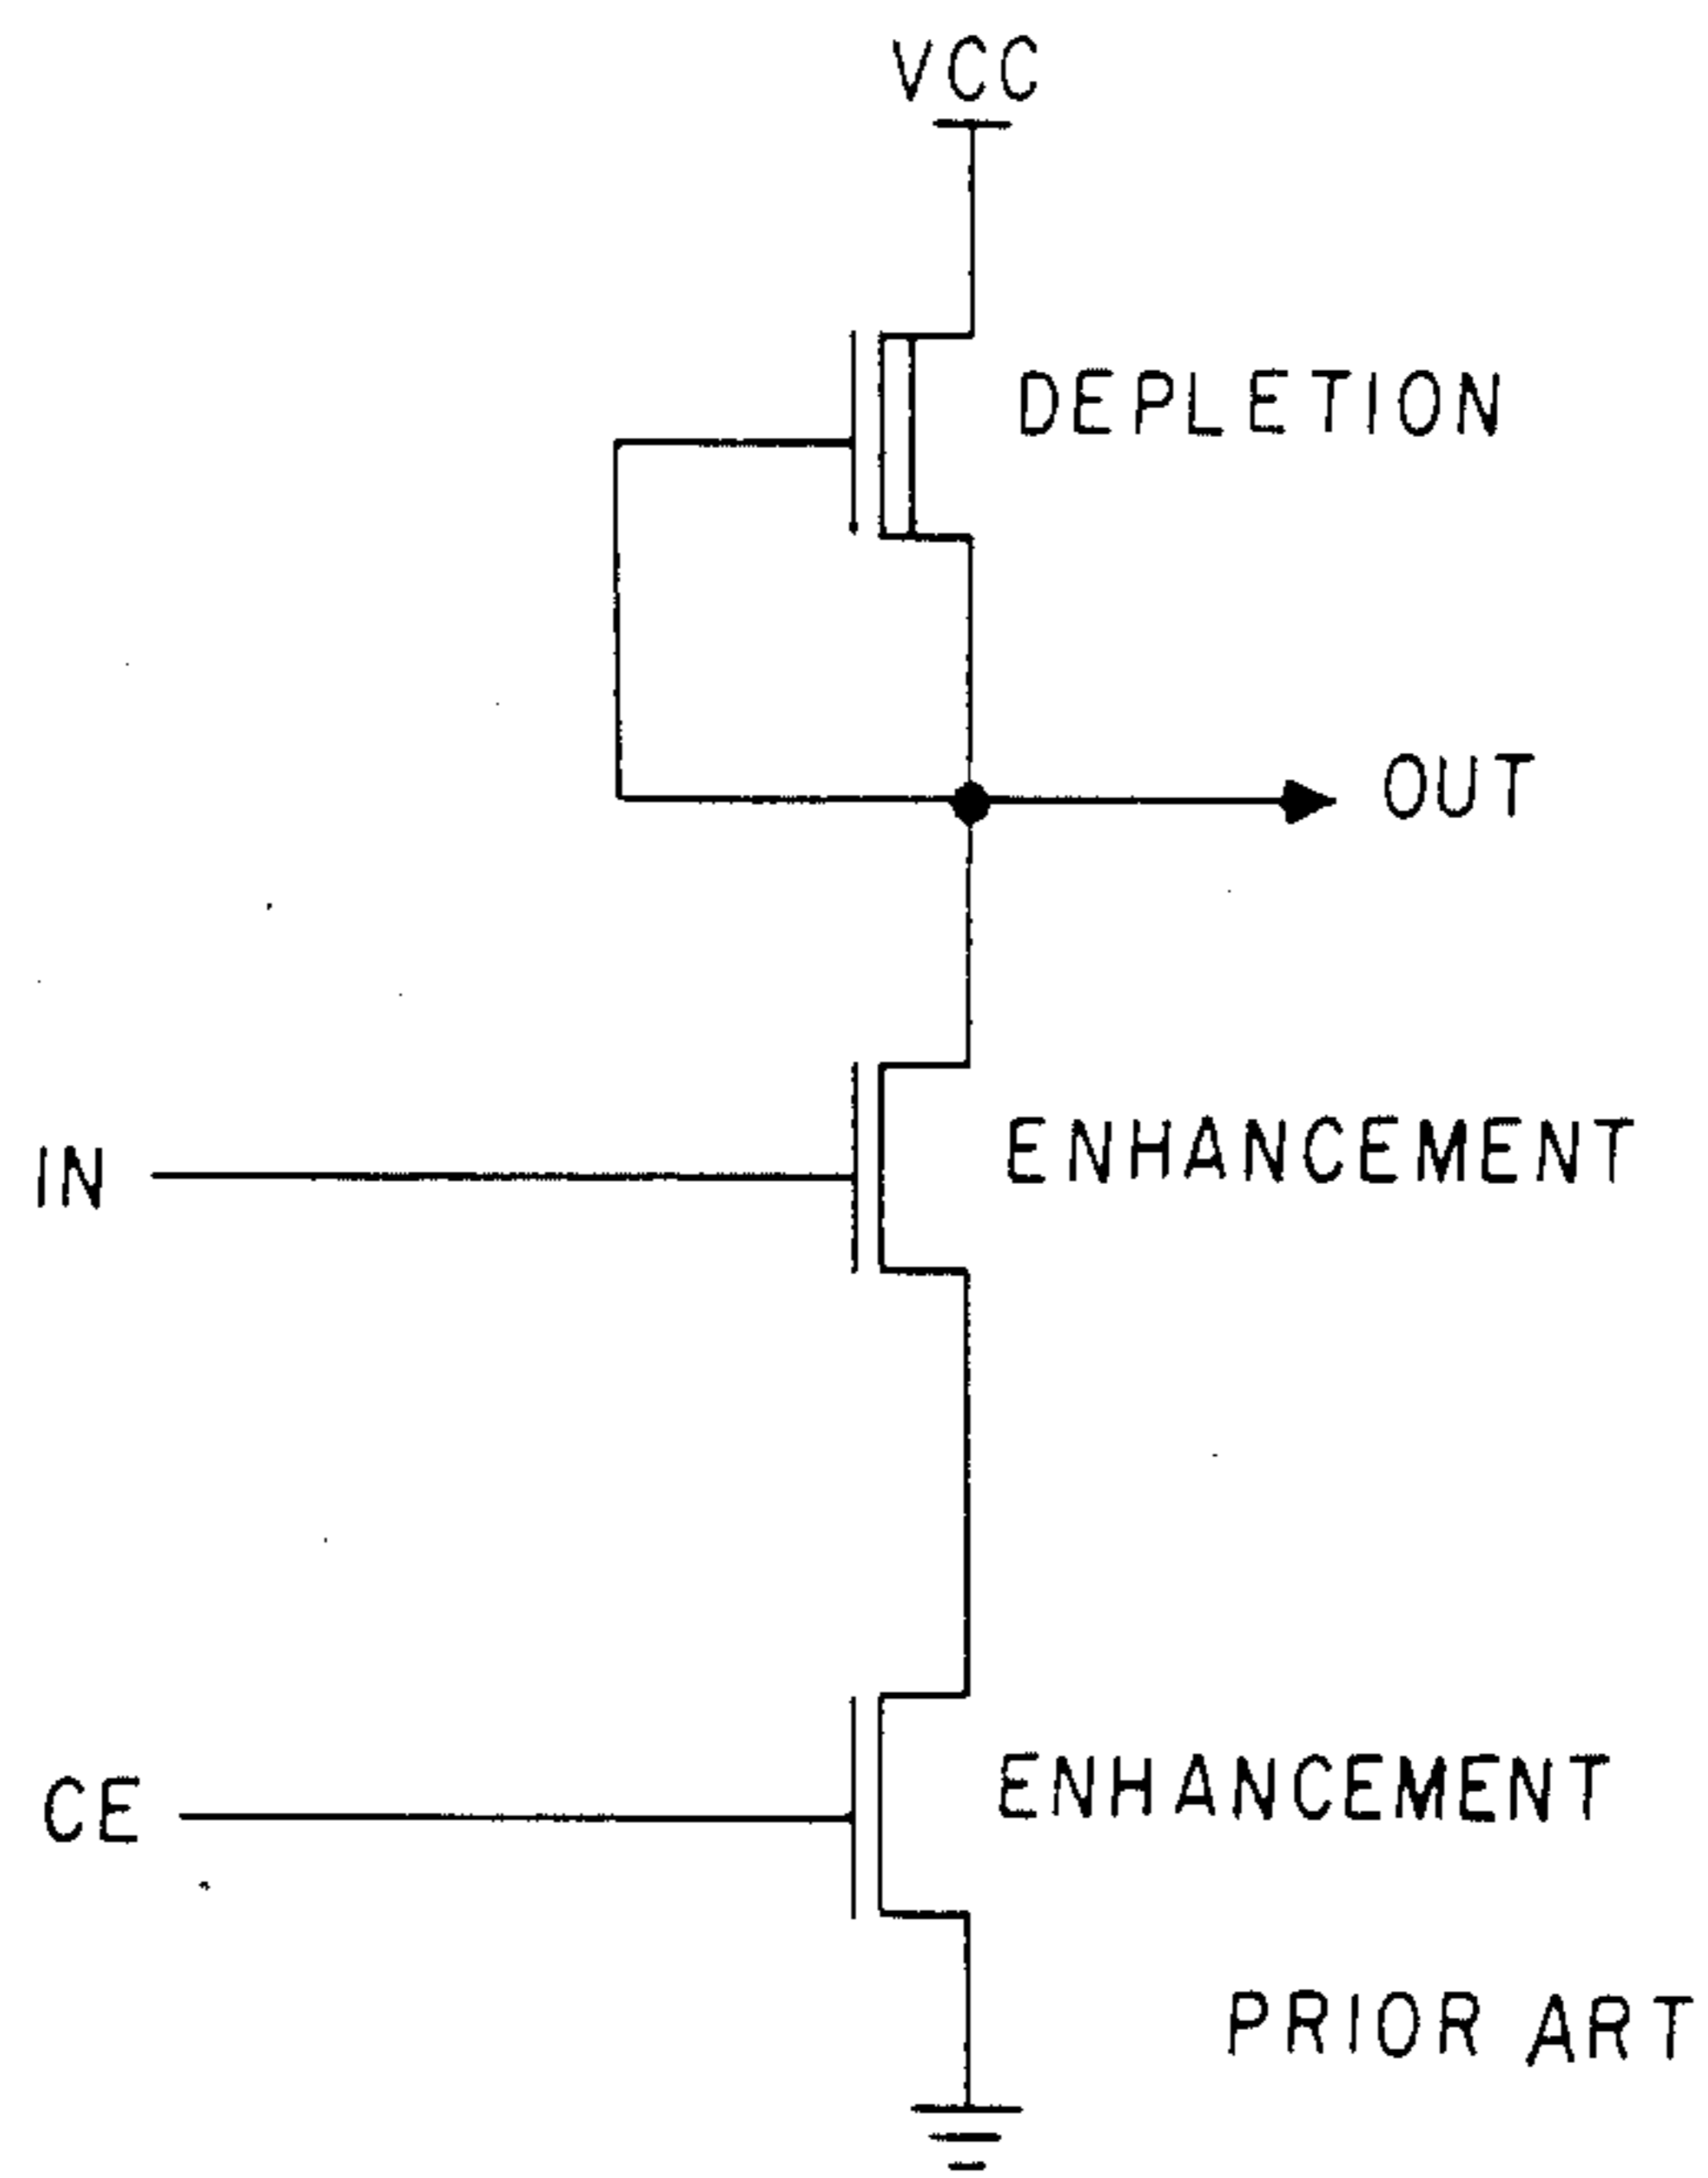 VCC
DEPLETION
OUT
IN
ENHANCEMENT
CE
ENHANCEMENT
PRIOR ART